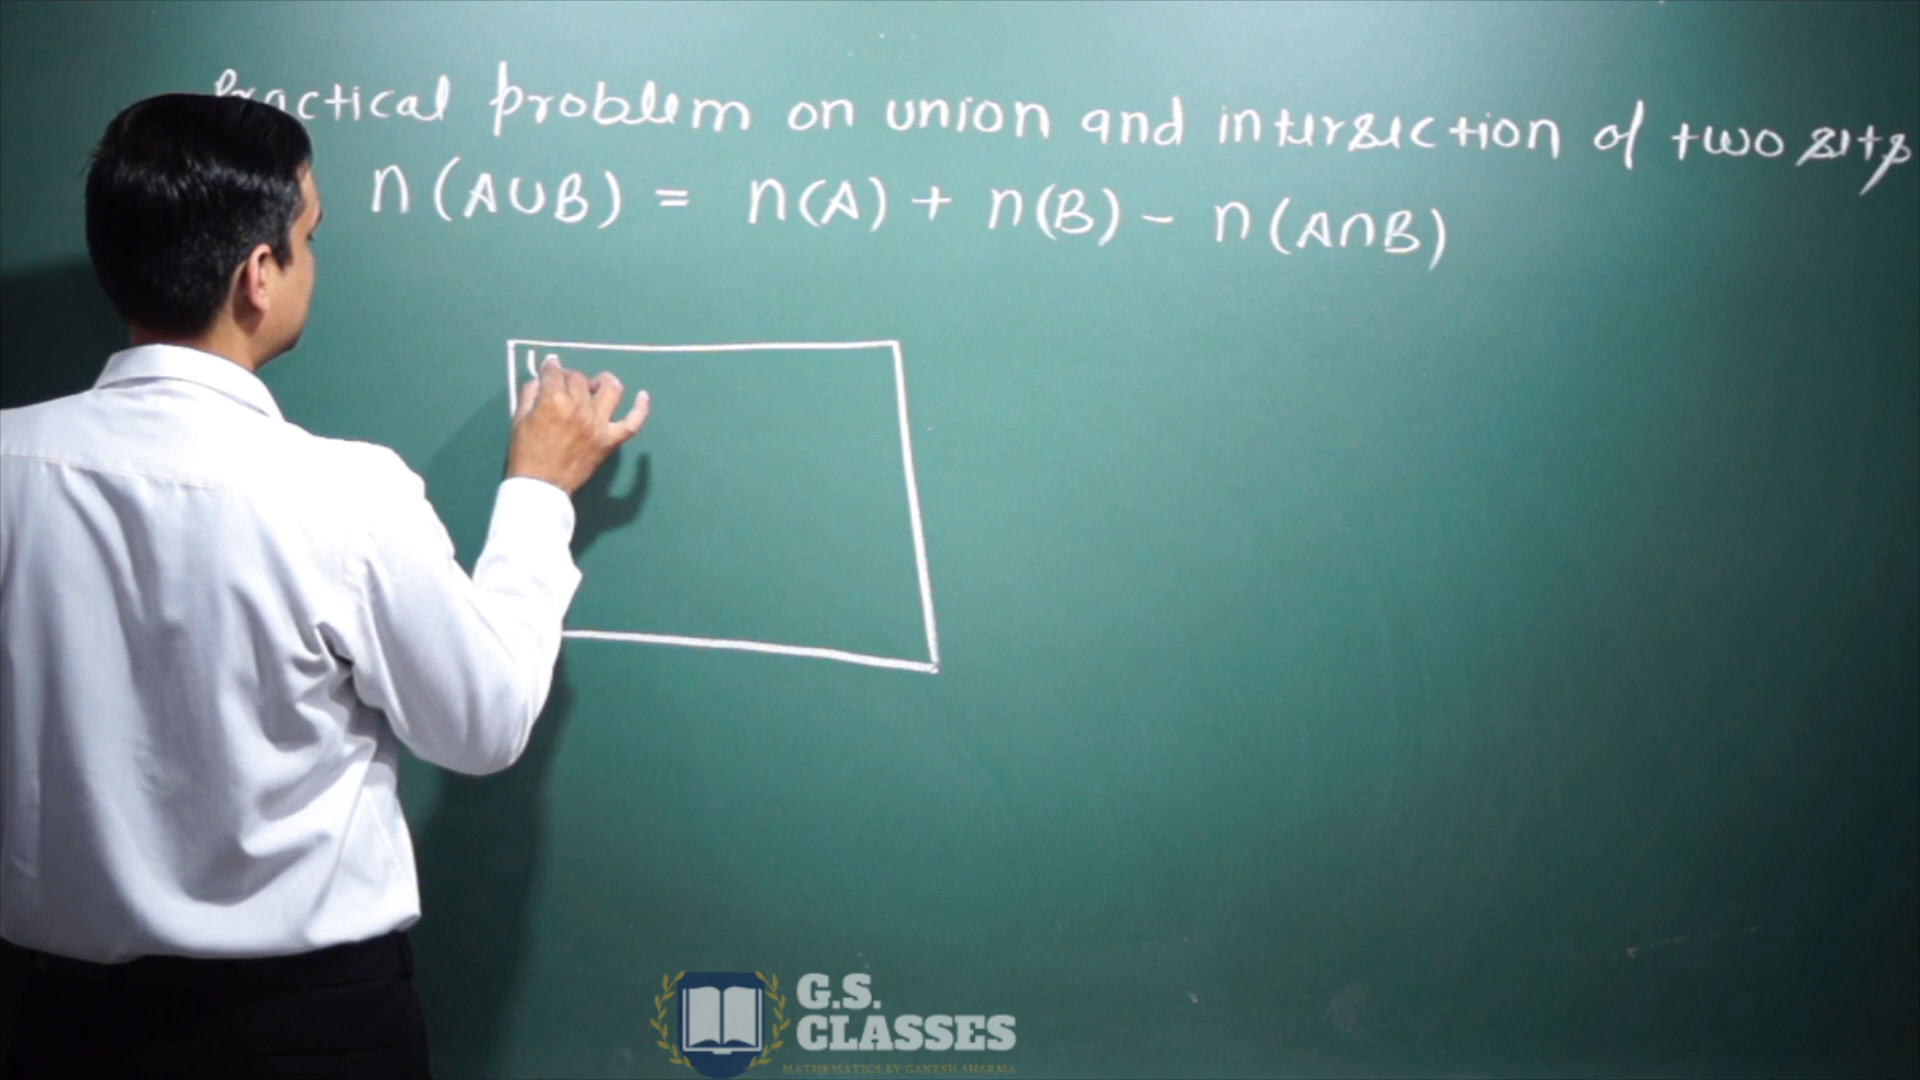 Practical problem on union and intersection of two sets
n(A∪B) = n(A) + n(B) - n(A∩B)
U
G.S.
CLASSES
MATHEMATICS BY GANESH SHARMA